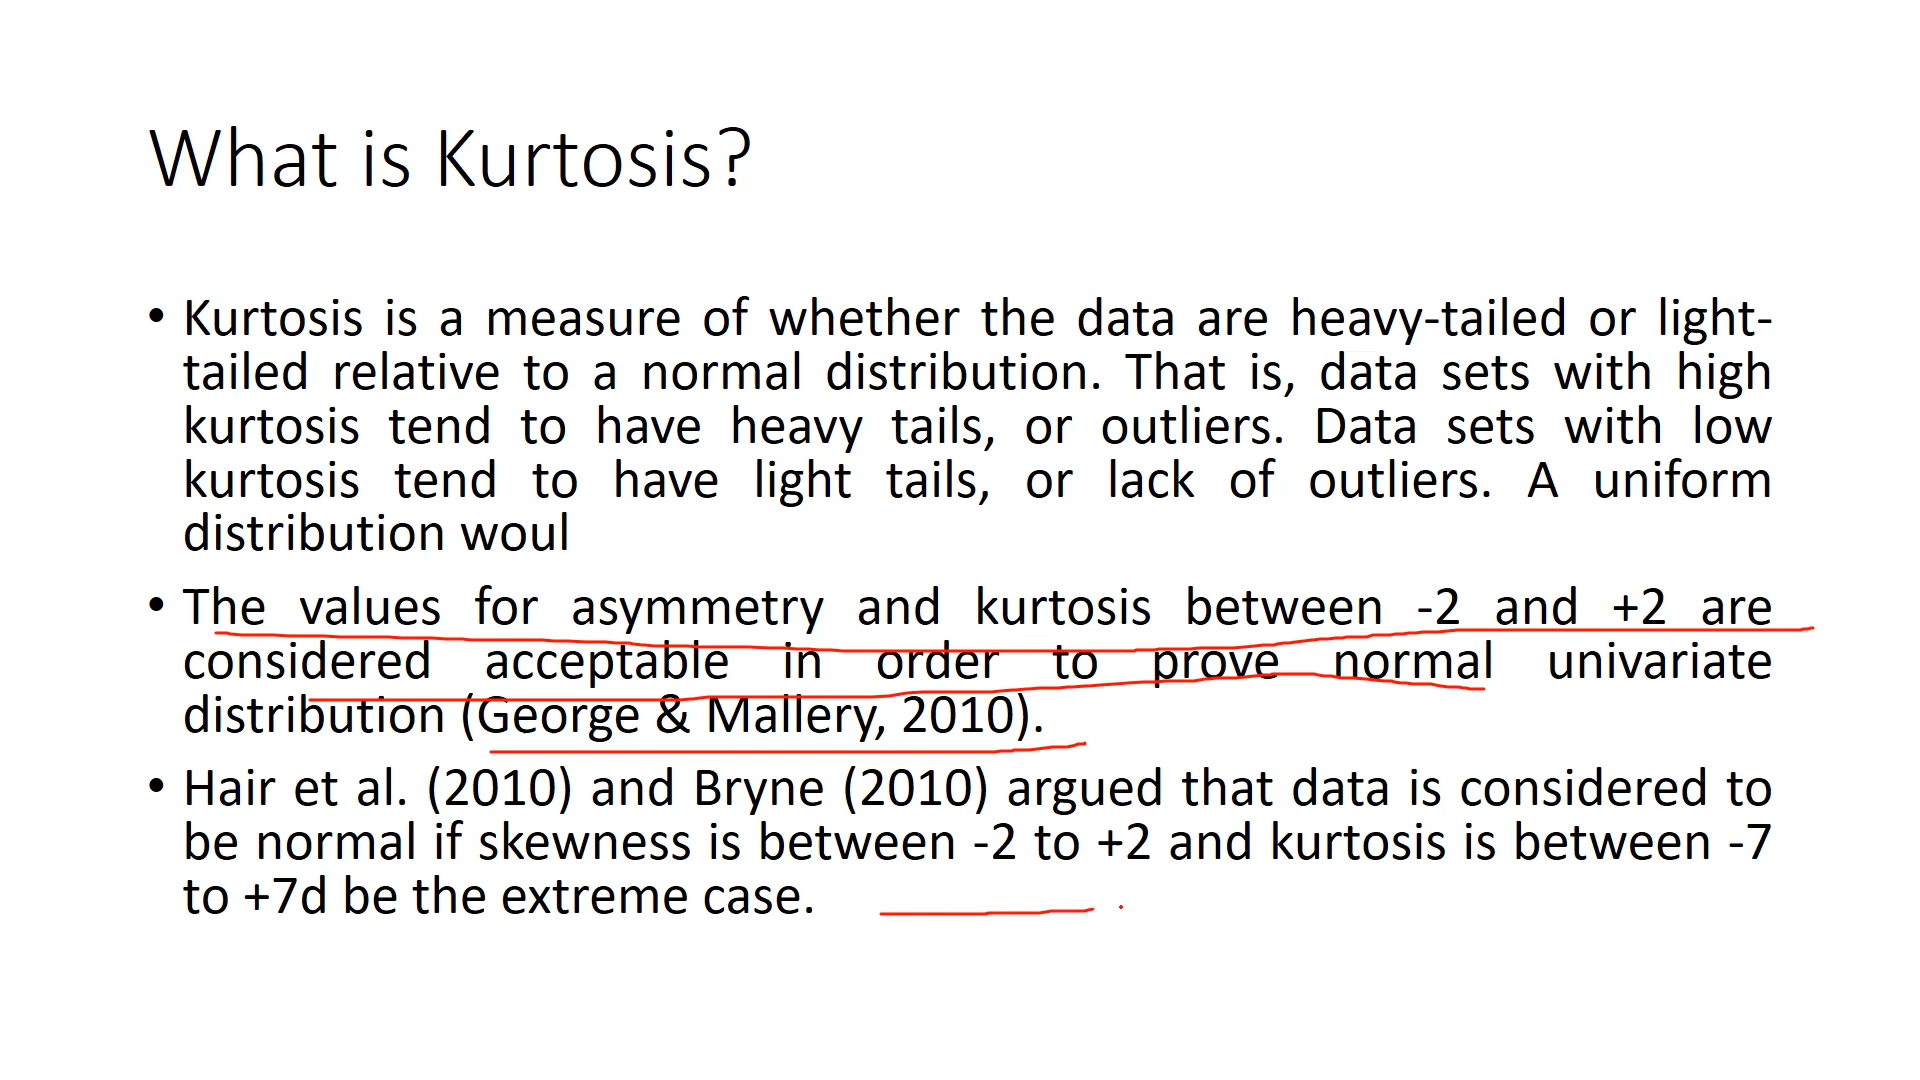 What is Kurtosis?
• Kurtosis is a measure of whether the data are heavy-tailed or light-
tailed relative to a normal distribution. That is, data sets with high
kurtosis tend to have heavy tails, or outliers. Data sets with low
kurtosis tend to have light tails, or lack of outliers. A uniform
distribution woul
• The values for asymmetry and kurtosis between -2 and +2 are
considered acceptable in order to prove normal univariate
distribution (George & Mallery, 2010).
• Hair et al. (2010) and Bryne (2010) argued that data is considered to
be normal if skewness is between -2 to +2 and kurtosis is between -7
to +7d be the extreme case.